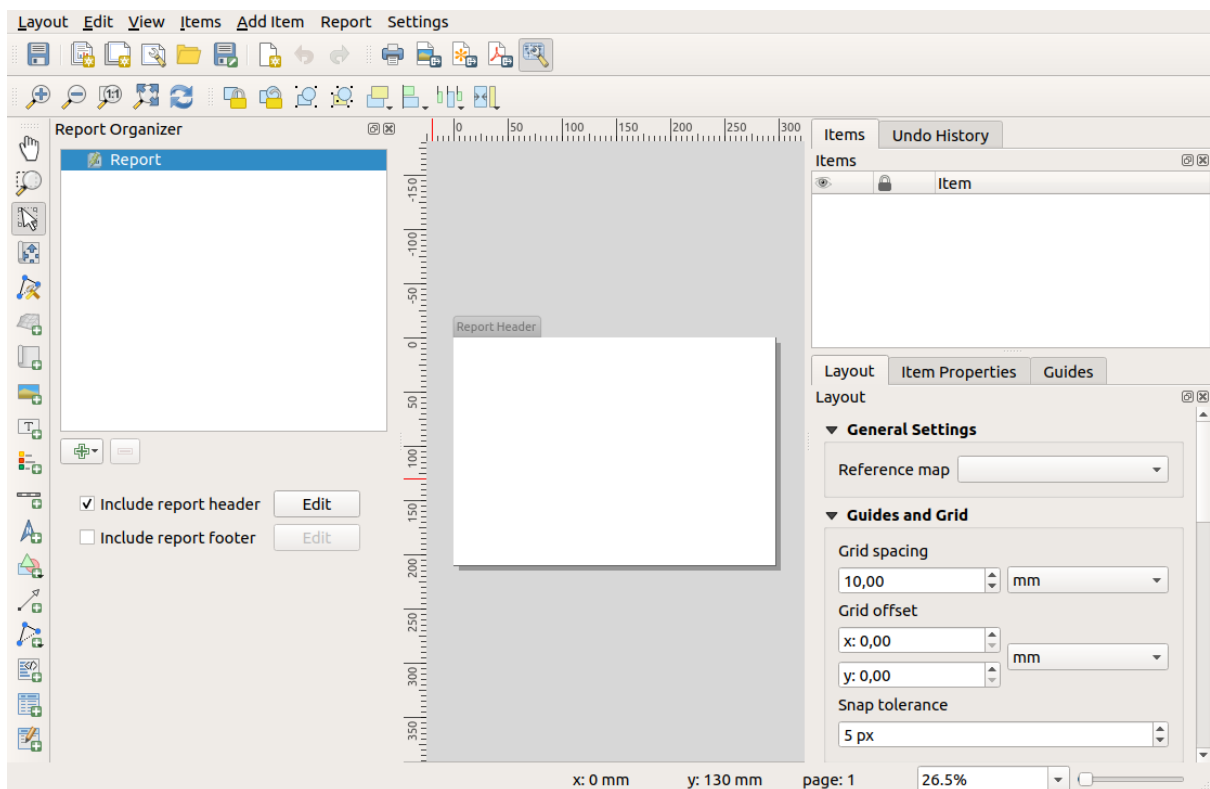 Layout Edit View Items Add Item Report Settings
1:1
Report Organizer
Report
Include report header Edit
Include report footer Edit
0 50 100 150 200 250 300
-150
-100
-50
0
50
100
150
200
250
300
350
Report Header
Items Undo History
Items
Item
Layout Item Properties Guides
Layout
General Settings
Reference map
Guides and Grid
Grid spacing
10,00 mm
Grid offset
x: 0,00
mm
y: 0,00
Snap tolerance
5 px
x: 0 mm y: 130 mm page: 1 26.5%